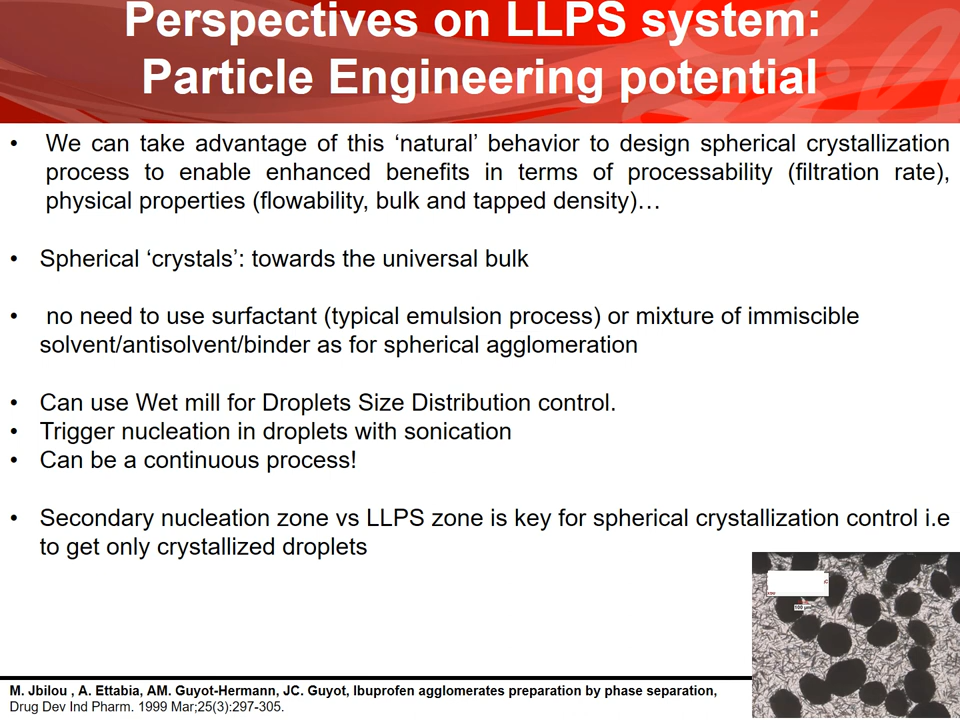 Perspectives on LLPS system:
Particle Engineering potential
• We can take advantage of this ‘natural’ behavior to design spherical crystallization
process to enable enhanced benefits in terms of processability (filtration rate),
physical properties (flowability, bulk and tapped density)…
• Spherical ‘crystals’: towards the universal bulk
• no need to use surfactant (typical emulsion process) or mixture of immiscible
solvent/antisolvent/binder as for spherical agglomeration
• Can use Wet mill for Droplets Size Distribution control.
• Trigger nucleation in droplets with sonication
• Can be a continuous process!
• Secondary nucleation zone vs LLPS zone is key for spherical crystallization control i.e
to get only crystallized droplets
M. Jbilou , A. Ettabia, AM. Guyot-Hermann, JC. Guyot, Ibuprofen agglomerates preparation by phase separation,
Drug Dev Ind Pharm. 1999 Mar;25(3):297-305.